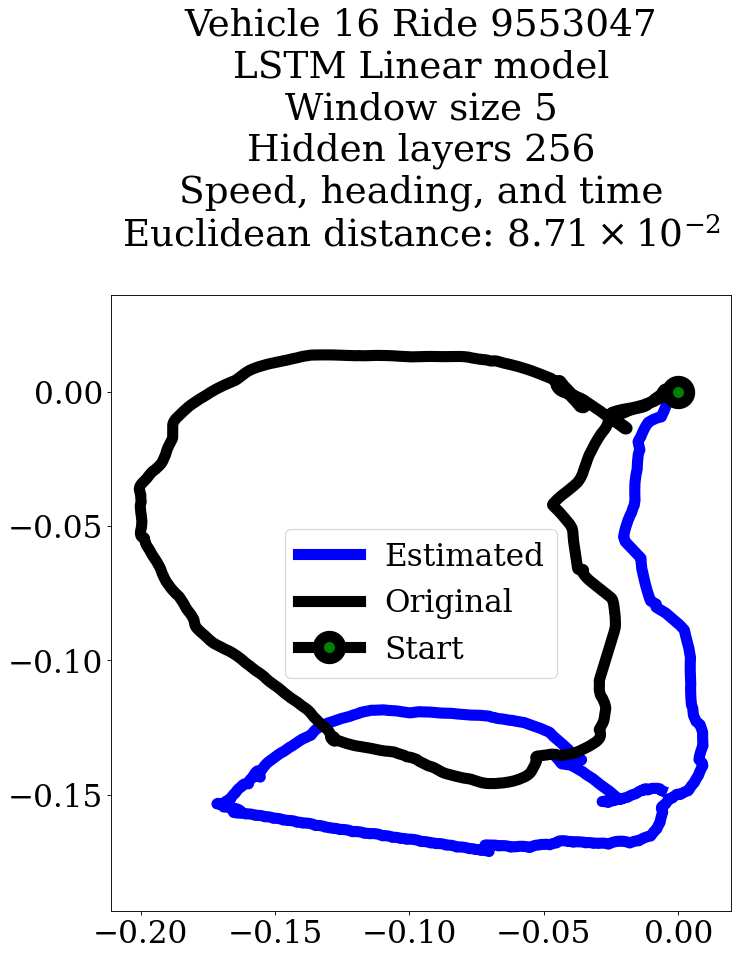 Vehicle 16 Ride 9553047
LSTM Linear model
Window size 5
Hidden layers 256
Speed, heading, and time
Euclidean distance: 8.71 × 10⁻²
0.00
−0.05
Estimated
Original
Start
−0.10
−0.15
−0.20
−0.15
−0.10
−0.05
0.00